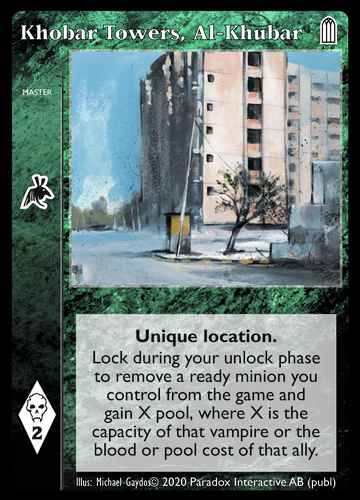 Khobar Towers, Al-Khubar
MASTER
Unique location.
Lock during your unlock phase
to remove a ready minion you
control from the game and
gain X pool, where X is the
capacity of that vampire or the
blood or pool cost of that ally.
2
Illus: Michael Gaydos© 2020 Paradox Interactive AB (publ)